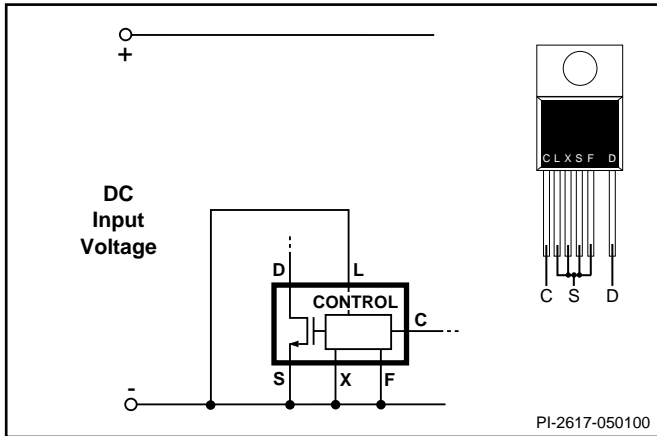 +
DC
Input
Voltage
D
L
CONTROL
C
S
X
F
-
C L X S F D
C S D
PI-2617-050100